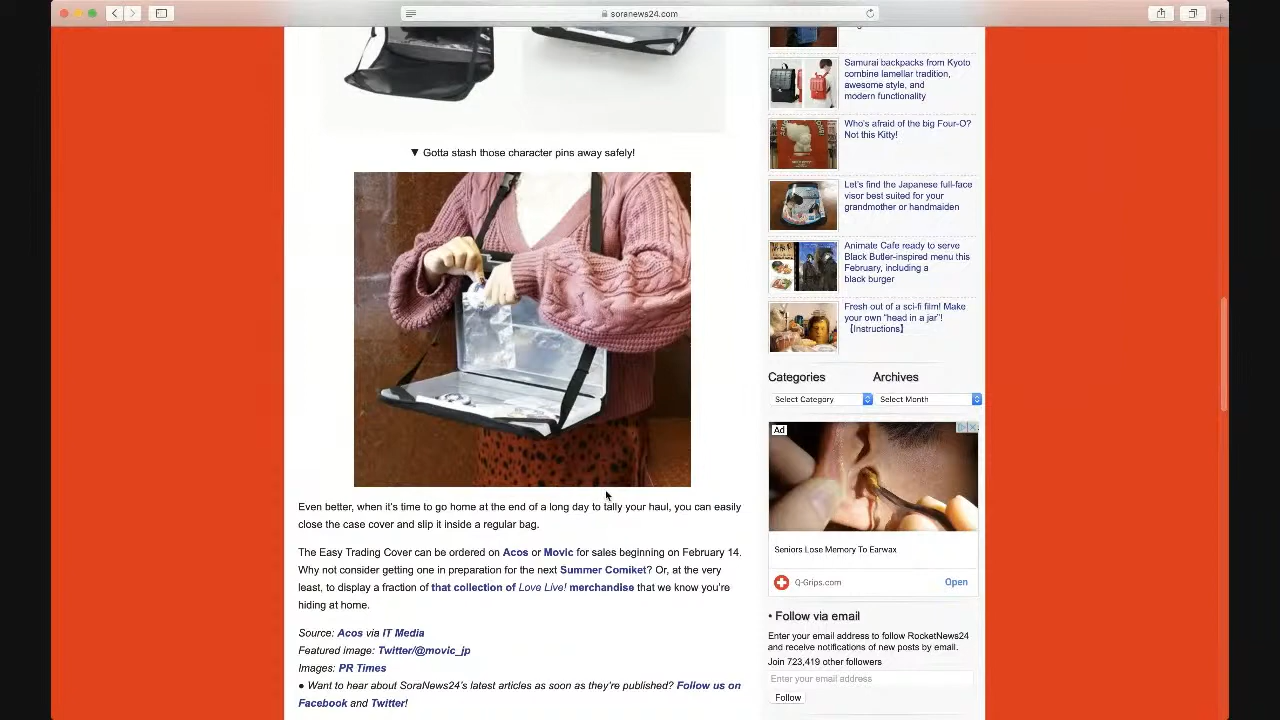 soranews24.com
▼ Gotta stash those character pins away safely!
Even better, when it's time to go home at the end of a long day to tally your haul, you can easily
close the case cover and slip it inside a regular bag.
The Easy Trading Cover can be ordered on Acos or Movic for sales beginning on February 14.
Why not consider getting one in preparation for the next Summer Comiket? Or, at the very
least, to display a fraction of that collection of Love Live! merchandise that we know you're
hiding at home.
Source: Acos via IT Media
Featured image: Twitter/@movic_jp
Images: PR Times
● Want to hear about SoraNews24's latest articles as soon as they're published? Follow us on
Facebook and Twitter!
Samurai backpacks from Kyoto
combine lamellar tradition,
awesome style, and
modern functionality
Who's afraid of the big Four-O?
Not this Kitty!
Let's find the Japanese full-face
visor best suited for your
grandmother or handmaiden
Animate Cafe ready to serve
Black Butler-inspired menu this
February, including a
black burger
Fresh out of a sci-fi film! Make
your own "head in a jar"!
【Instructions】
Categories Archives
Select Category Select Month
Ad
Seniors Lose Memory To Earwax
Q-Grips.com Open
• Follow via email
Enter your email address to follow RocketNews24
and receive notifications of new posts by email.
Join 723,419 other followers
Enter your email address
Follow